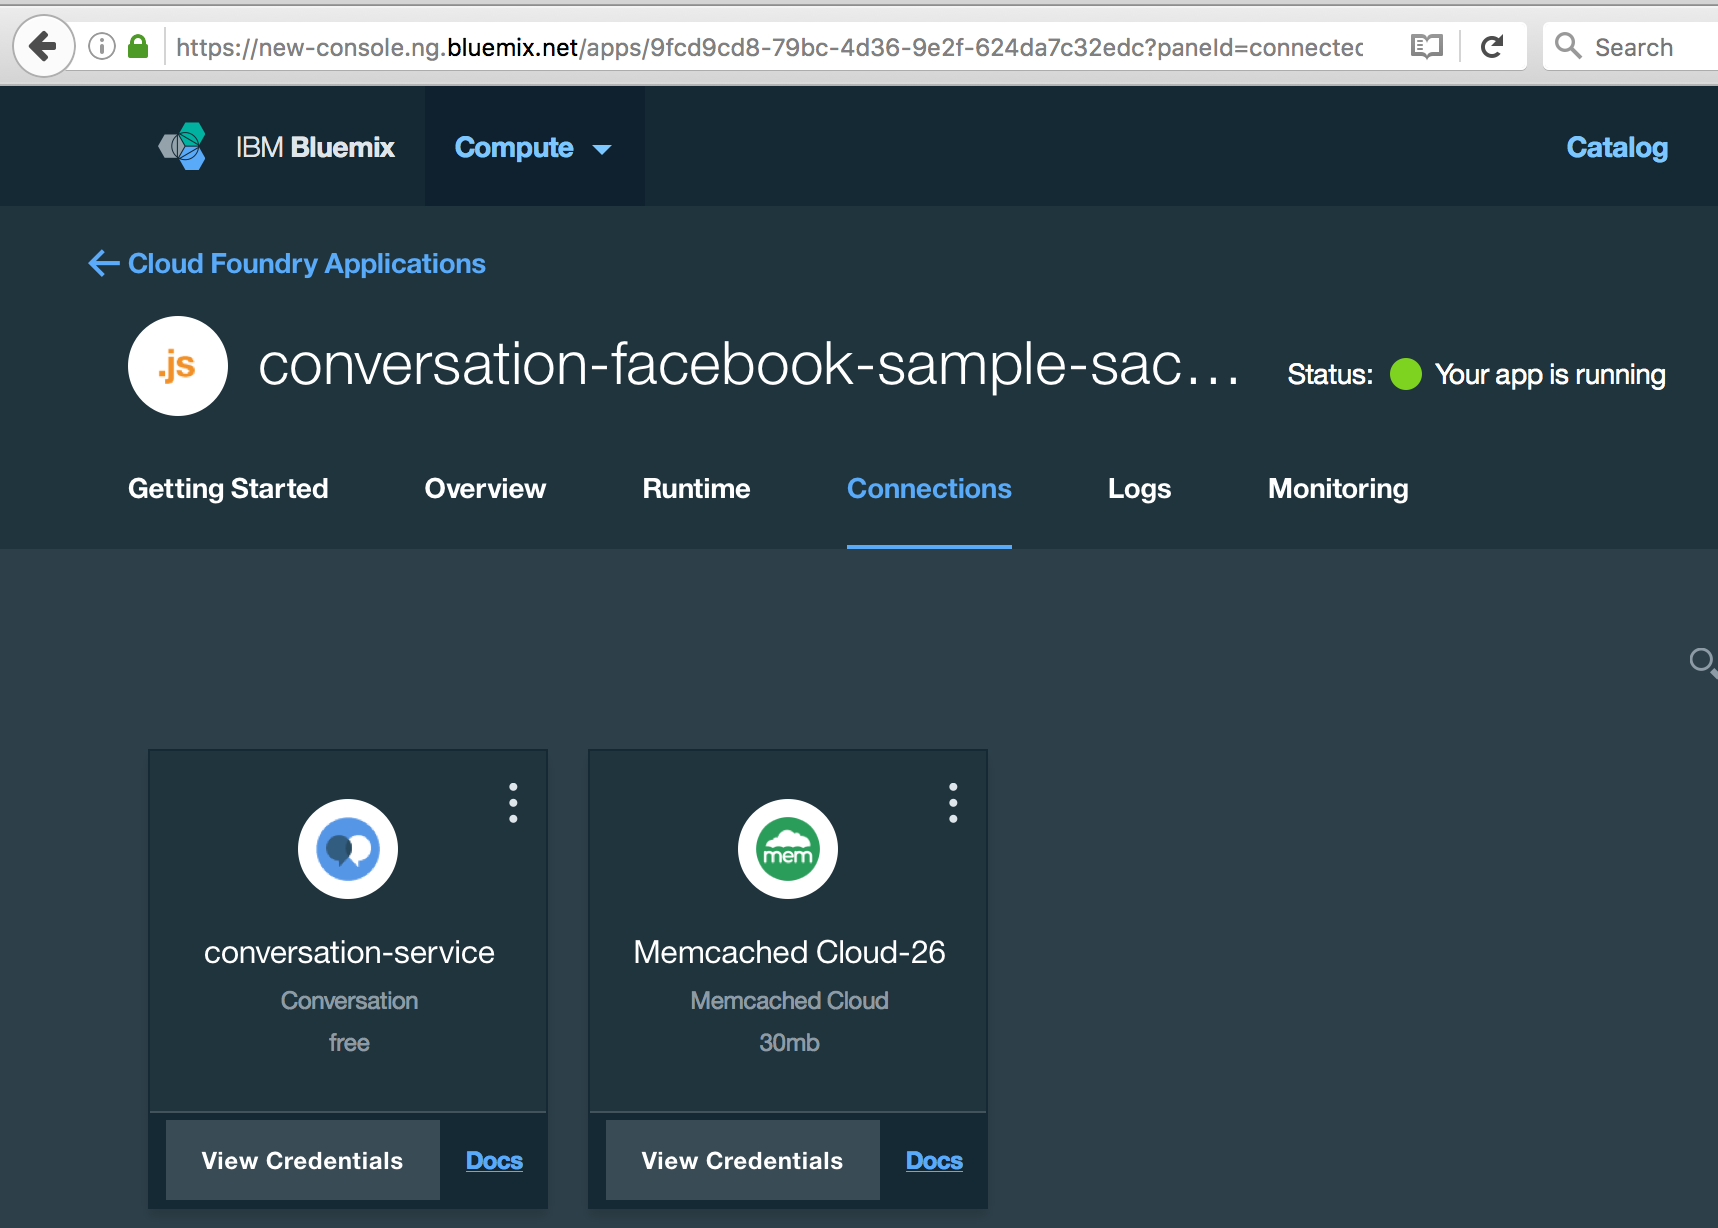 https://new-console.ng.bluemix.net/apps/9fcd9cd8-79bc-4d36-9e2f-624da7c32edc?paneId=connected
Search
IBM Bluemix
Compute
Catalog
Cloud Foundry Applications
.js
conversation-facebook-sample-sac...
Status: Your app is running
Getting Started
Overview
Runtime
Connections
Logs
Monitoring
mem
conversation-service
Conversation
free
View Credentials
Docs
Memcached Cloud-26
Memcached Cloud
30mb
View Credentials
Docs